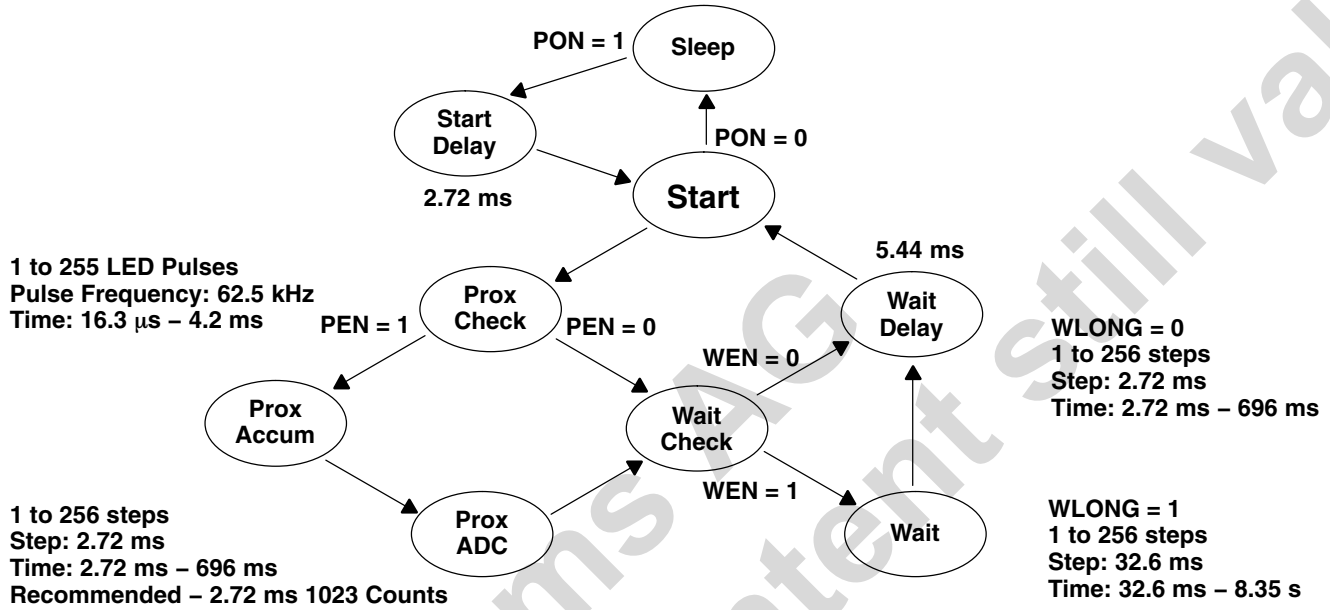 PON = 1
Sleep
Start
Delay
PON = 0
2.72 ms
Start
5.44 ms
1 to 255 LED Pulses
Pulse Frequency: 62.5 kHz
Time: 16.3 μs – 4.2 ms
Prox
Check
PEN = 1
PEN = 0
Wait
Delay
WEN = 0
WLONG = 0
1 to 256 steps
Step: 2.72 ms
Time: 2.72 ms – 696 ms
Prox
Accum
Wait
Check
WEN = 1
1 to 256 steps
Step: 2.72 ms
Time: 2.72 ms – 696 ms
Recommended – 2.72 ms 1023 Counts
Prox
ADC
Wait
WLONG = 1
1 to 256 steps
Step: 32.6 ms
Time: 32.6 ms – 8.35 s
ms AG
tent still val